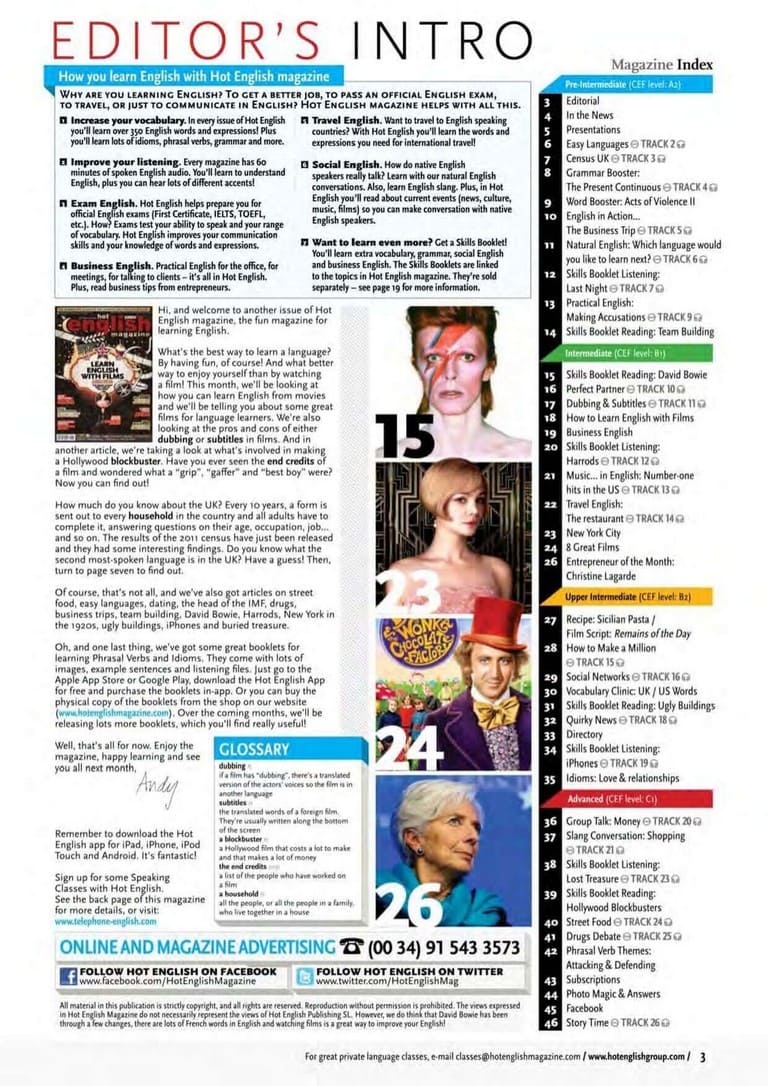 EDITOR'S INTRO
How you learn English with Hot English magazine
WHY ARE YOU LEARNING ENGLISH? TO GET A BETTER JOB, TO PASS AN OFFICIAL ENGLISH EXAM,
TO TRAVEL, OR JUST TO COMMUNICATE IN ENGLISH? HOT ENGLISH MAGAZINE HELPS WITH ALL THIS.
Increase your vocabulary. In every issue of Hot English
you'll learn over 350 English words and expressions! Plus
you'll learn lots of idioms, phrasal verbs, grammar and more.
Improve your listening. Every magazine has 60
minutes of spoken English audio. You'll learn to understand
English, plus you can hear lots of different accents!
Exam English. Hot English helps prepare you for
official English exams (First Certificate, IELTS, TOEFL,
etc.). How? Exams test your ability to speak and your range
of vocabulary. Hot English improves your communication
skills and your knowledge of words and expressions.
Business English. Practical English for the office, for
meetings, for talking to clients – it's all in Hot English.
Plus, read business tips from entrepreneurs.
Travel English. Want to travel to English speaking
countries? With Hot English you'll learn the words and
expressions you need for international travel!
Social English. How do native English
speakers really talk? Learn with our natural English
conversations. Also, learn English slang. Plus, in Hot
English you'll read about current events (news, culture,
music, films) so you can make conversation with native
English speakers.
Want to learn even more? Get a Skills Booklet!
You'll learn extra vocabulary, grammar, social English
and business English. The Skills Booklets are linked
to the topics in Hot English magazine. They're sold
separately – see page 19 for more information.
hot
english
magazine
LEARN
ENGLISH
WITH FILMS
Hi, and welcome to another issue of Hot
English magazine, the fun magazine for
learning English.
What's the best way to learn a language?
By having fun, of course! And what better
way to enjoy yourself than by watching
a film! This month, we'll be looking at
how you can learn English from movies
and we'll be telling you about some great
films for language learners. We're also
looking at the pros and cons of either
dubbing or subtitles in films. And in
another article, we're taking a look at what's involved in making
a Hollywood blockbuster. Have you ever seen the end credits of
a film and wondered what a "grip", "gaffer" and "best boy" were?
Now you can find out!
How much do you know about the UK? Every 10 years, a form is
sent out to every household in the country and all adults have to
complete it, answering questions on their age, occupation, job...
and so on. The results of the 2011 census have just been released
and they had some interesting findings. Do you know what the
second most-spoken language is in the UK? Have a guess! Then,
turn to page seven to find out.
Of course, that's not all, and we've also got articles on street
food, easy languages, dating, the head of the IMF, drugs,
business trips, team building, David Bowie, Harrods, New York in
the 1920s, ugly buildings, iPhones and buried treasure.
Oh, and one last thing, we've got some great booklets for
learning Phrasal Verbs and Idioms. They come with lots of
images, example sentences and listening files. Just go to the
Apple App Store or Google Play, download the Hot English App
for free and purchase the booklets in-app. Or you can buy the
physical copy of the booklets from the shop on our website
(www.hotenglishmagazine.com). Over the coming months, we'll be
releasing lots more booklets, which you'll find really useful!
Well, that's all for now. Enjoy the
magazine, happy learning and see
you all next month,
Andy
Remember to download the Hot
English app for iPad, iPhone, iPod
Touch and Android. It's fantastic!
Sign up for some Speaking
Classes with Hot English.
See the back page of this magazine
for more details, or visit:
www.telephone-english.com
GLOSSARY
dubbing
if a film has "dubbing", there's a translated
version of the actors' voices so the film is in
another language
subtitles
the translated words of a foreign film.
They're usually written along the bottom
of the screen
a blockbuster
a Hollywood film that costs a lot to make
and that makes a lot of money
the end credits
a list of the people who have worked on
a film
a household
all the people, or all the people in a family,
who live together in a house
15
23
WONKA
CHOCOLATE
FACTORY
24
26
Magazine Index
Pre-Intermediate (CEF level: A2)
3 Editorial
4 In the News
5 Presentations
6 Easy Languages TRACK 2
7 Census UK TRACK 3
8 Grammar Booster:
The Present Continuous TRACK 4
9 Word Booster: Acts of Violence II
10 English in Action...
The Business Trip TRACK 5
11 Natural English: Which language would
you like to learn next? TRACK 6
12 Skills Booklet Listening:
Last Night TRACK 7
13 Practical English:
Making Accusations TRACK 9
14 Skills Booklet Reading: Team Building
Intermediate (CEF level: B1)
15 Skills Booklet Reading: David Bowie
16 Perfect Partner TRACK 10
17 Dubbing & Subtitles TRACK 11
18 How to Learn English with Films
19 Business English
20 Skills Booklet Listening:
Harrods TRACK 12
21 Music... in English: Number-one
hits in the US TRACK 13
22 Travel English:
The restaurant TRACK 14
23 New York City
24 8 Great Films
26 Entrepreneur of the Month:
Christine Lagarde
Upper Intermediate (CEF level: B2)
27 Recipe: Sicilian Pasta /
Film Script: Remains of the Day
28 How to Make a Million
TRACK 15
29 Social Networks TRACK 16
30 Vocabulary Clinic: UK / US Words
31 Skills Booklet Reading: Ugly Buildings
32 Quirky News TRACK 18
33 Directory
34 Skills Booklet Listening:
iPhones TRACK 19
35 Idioms: Love & relationships
Advanced (CEF level: C1)
36 Group Talk: Money TRACK 20
37 Slang Conversation: Shopping
TRACK 21
38 Skills Booklet Listening:
Lost Treasure TRACK 23
39 Skills Booklet Reading:
Hollywood Blockbusters
40 Street Food TRACK 24
41 Drugs Debate TRACK 25
42 Phrasal Verb Themes:
Attacking & Defending
43 Subscriptions
44 Photo Magic & Answers
45 Facebook
46 Story Time TRACK 26
ONLINE AND MAGAZINE ADVERTISING (00 34) 91 543 3573
FOLLOW HOT ENGLISH ON FACEBOOK
www.facebook.com/HotEnglishMagazine
FOLLOW HOT ENGLISH ON TWITTER
www.twitter.com/HotEnglishMag
All material in this publication is strictly copyright, and all rights are reserved. Reproduction without permission is prohibited. The views expressed
in Hot English Magazine do not necessarily represent the views of Hot English Publishing SL. However, we do think that David Bowie has been
through a few changes, there are lots of French words in English and watching films is a great way to improve your English!
For great private language classes, e-mail classes@hotenglishmagazine.com / www.hotenglishgroup.com / 3